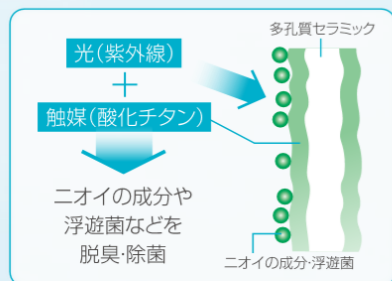 光(紫外線)
+
触媒(酸化チタン)
ニオイの成分や
浮遊菌などを
脱臭・除菌
多孔質セラミック
ニオイの成分・浮遊菌